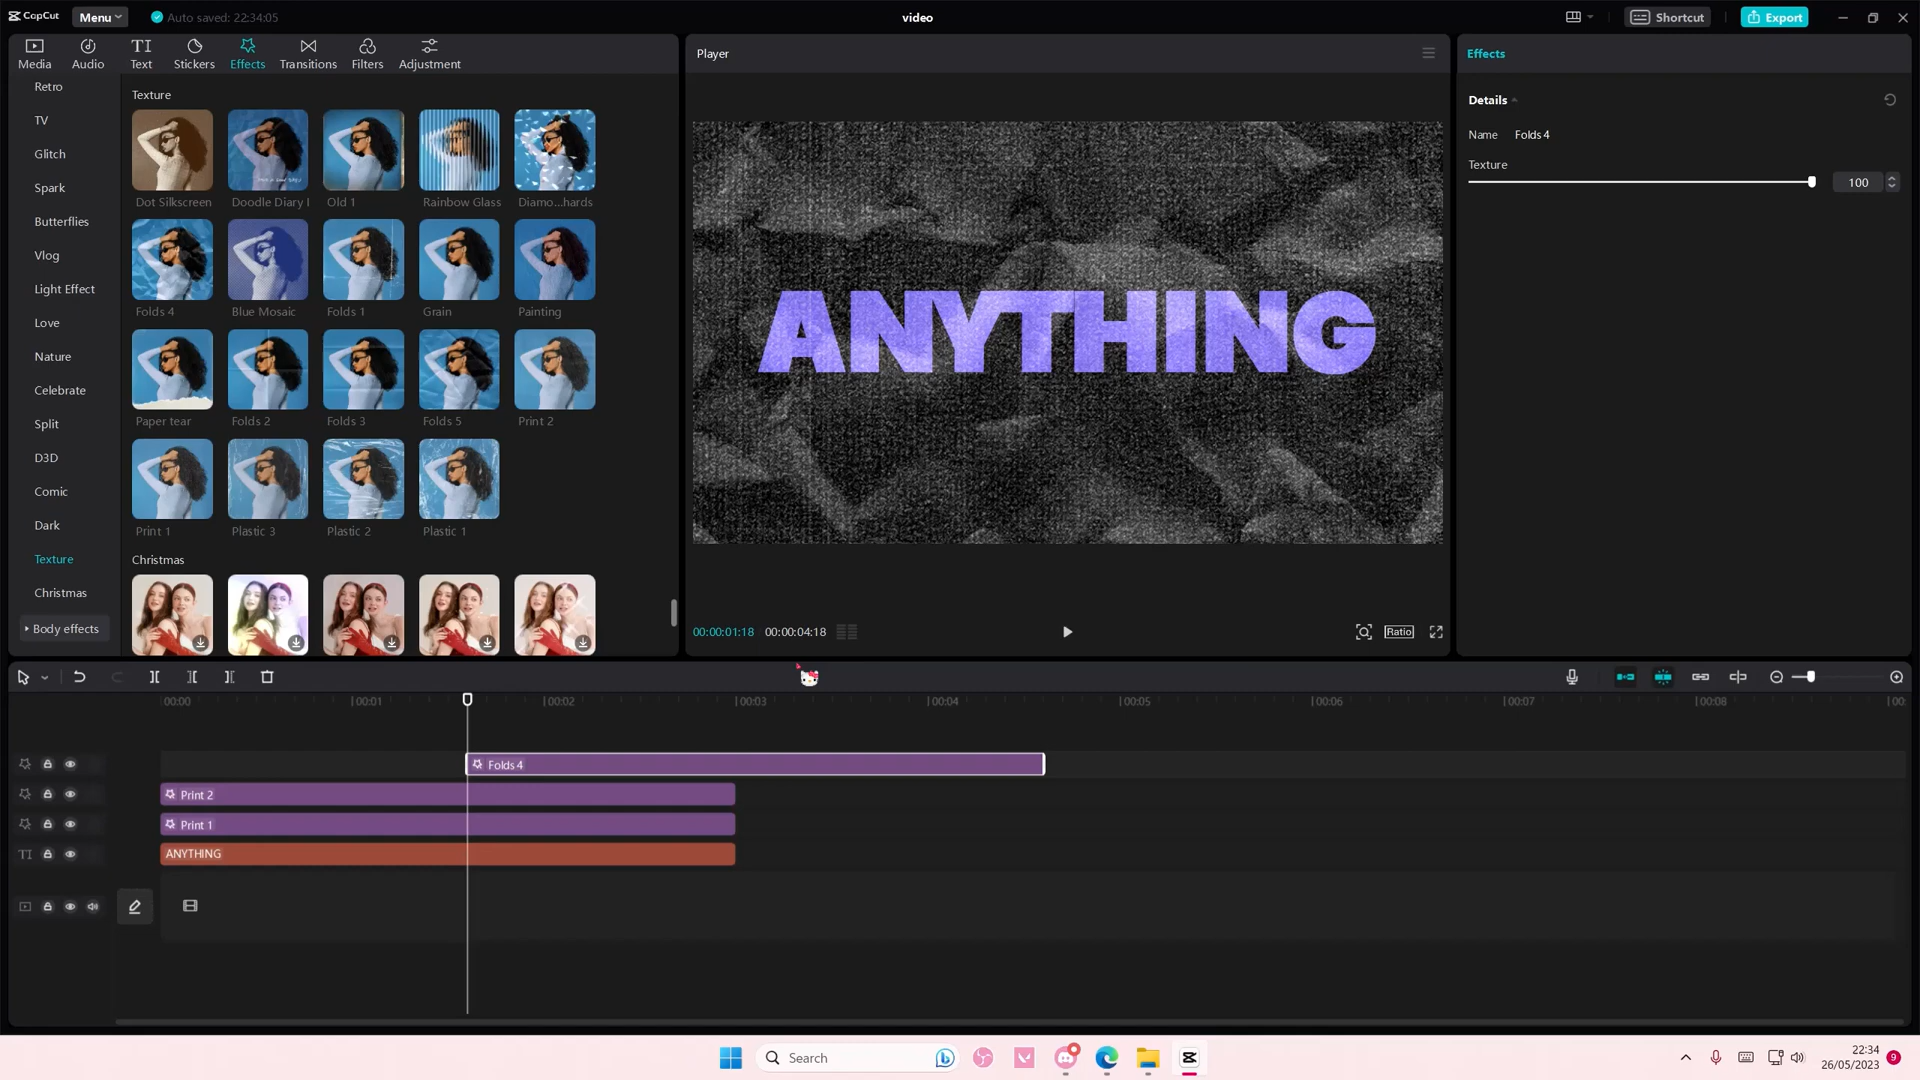 CapCut Menu Auto saved: 22:34:05 video Shortcut Export
Media Audio Text Stickers Effects Transitions Filters Adjustment
Player
Effects
Retro
TV
Glitch
Spark
Butterflies
Vlog
Light Effect
Love
Nature
Celebrate
Split
D3D
Comic
Dark
Texture
Christmas
Body effects
Texture
Dot Silkscreen Doodle Diary I Old 1 Rainbow Glass Diamo...hards
Folds 4 Blue Mosaic Folds 1 Grain Painting
Paper tear Folds 2 Folds 3 Folds 5 Print 2
Print 1 Plastic 3 Plastic 2 Plastic 1
Christmas
ANYTHING
00:00:01:18 00:00:04:18 Ratio
Details
Name Folds 4
Texture
100
00:00 00:01 00:02 00:03 00:04 00:05 00:06 00:07 00:08 00:
Folds 4
Print 2
Print 1
TI ANYTHING
Search
22:34
26/05/2023
9